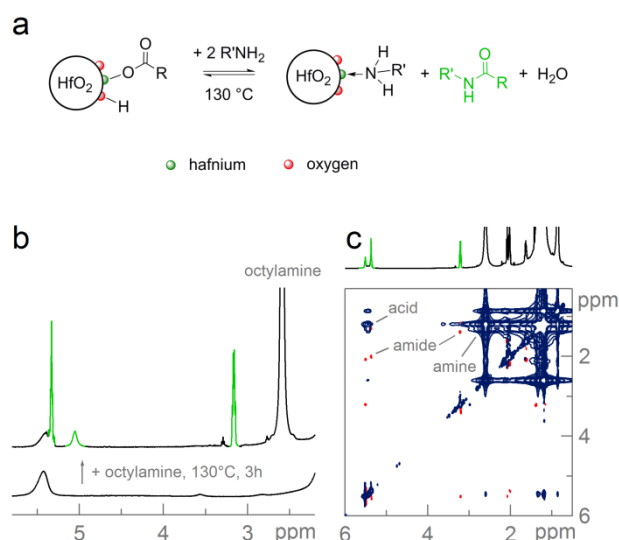 a
HfO2
O
O
R
H
+ 2 R'NH2
130 °C
HfO2
H
N
R'
H
+
R'
N
H
O
R
+ H2O
hafnium
oxygen
b
octylamine
+ octylamine, 130°C, 3h
5
3
ppm
c
ppm
acid
amide
amine
2
4
6
6
4
2
ppm